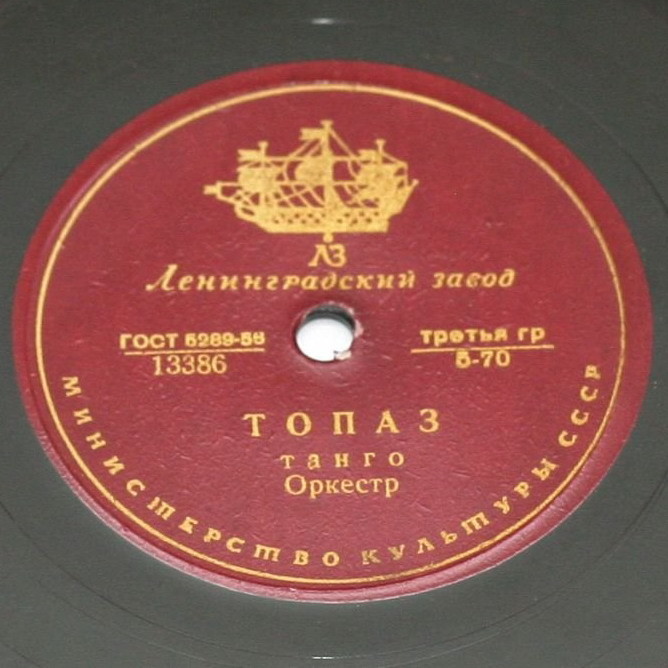 ЛЗ
Ленинградский завод
ГОСТ 5289-56
13386
третья гр
5-70
ТОПАЗ
танго
Оркестр
МИНИСТЕРСТВО КУЛЬТУРЫ СССР